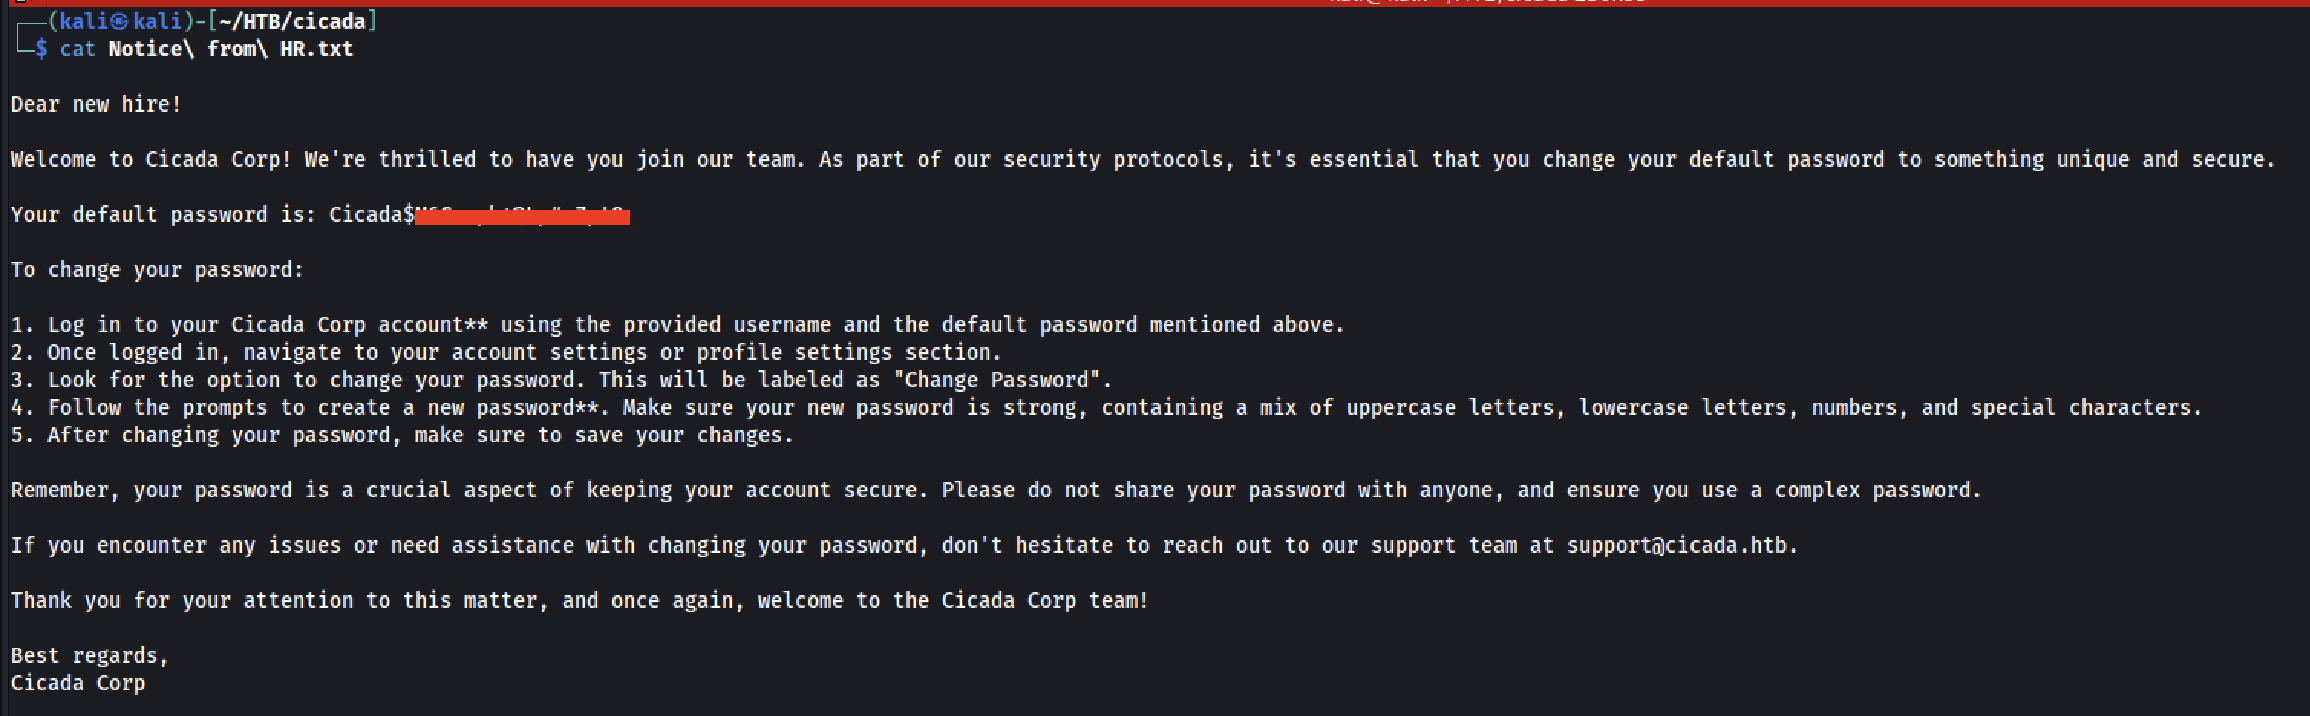 (kali㉿kali)-[~/HTB/cicada]
$ cat Notice\ from\ HR.txt
Dear new hire!
Welcome to Cicada Corp! We're thrilled to have you join our team. As part of our security protocols, it's essential that you change your default password to something unique and secure.
Your default password is: Cicada$
To change your password:
1. Log in to your Cicada Corp account** using the provided username and the default password mentioned above.
2. Once logged in, navigate to your account settings or profile settings section.
3. Look for the option to change your password. This will be labeled as "Change Password".
4. Follow the prompts to create a new password**. Make sure your new password is strong, containing a mix of uppercase letters, lowercase letters, numbers, and special characters.
5. After changing your password, make sure to save your changes.
Remember, your password is a crucial aspect of keeping your account secure. Please do not share your password with anyone, and ensure you use a complex password.
If you encounter any issues or need assistance with changing your password, don't hesitate to reach out to our support team at support@cicada.htb.
Thank you for your attention to this matter, and once again, welcome to the Cicada Corp team!
Best regards,
Cicada Corp